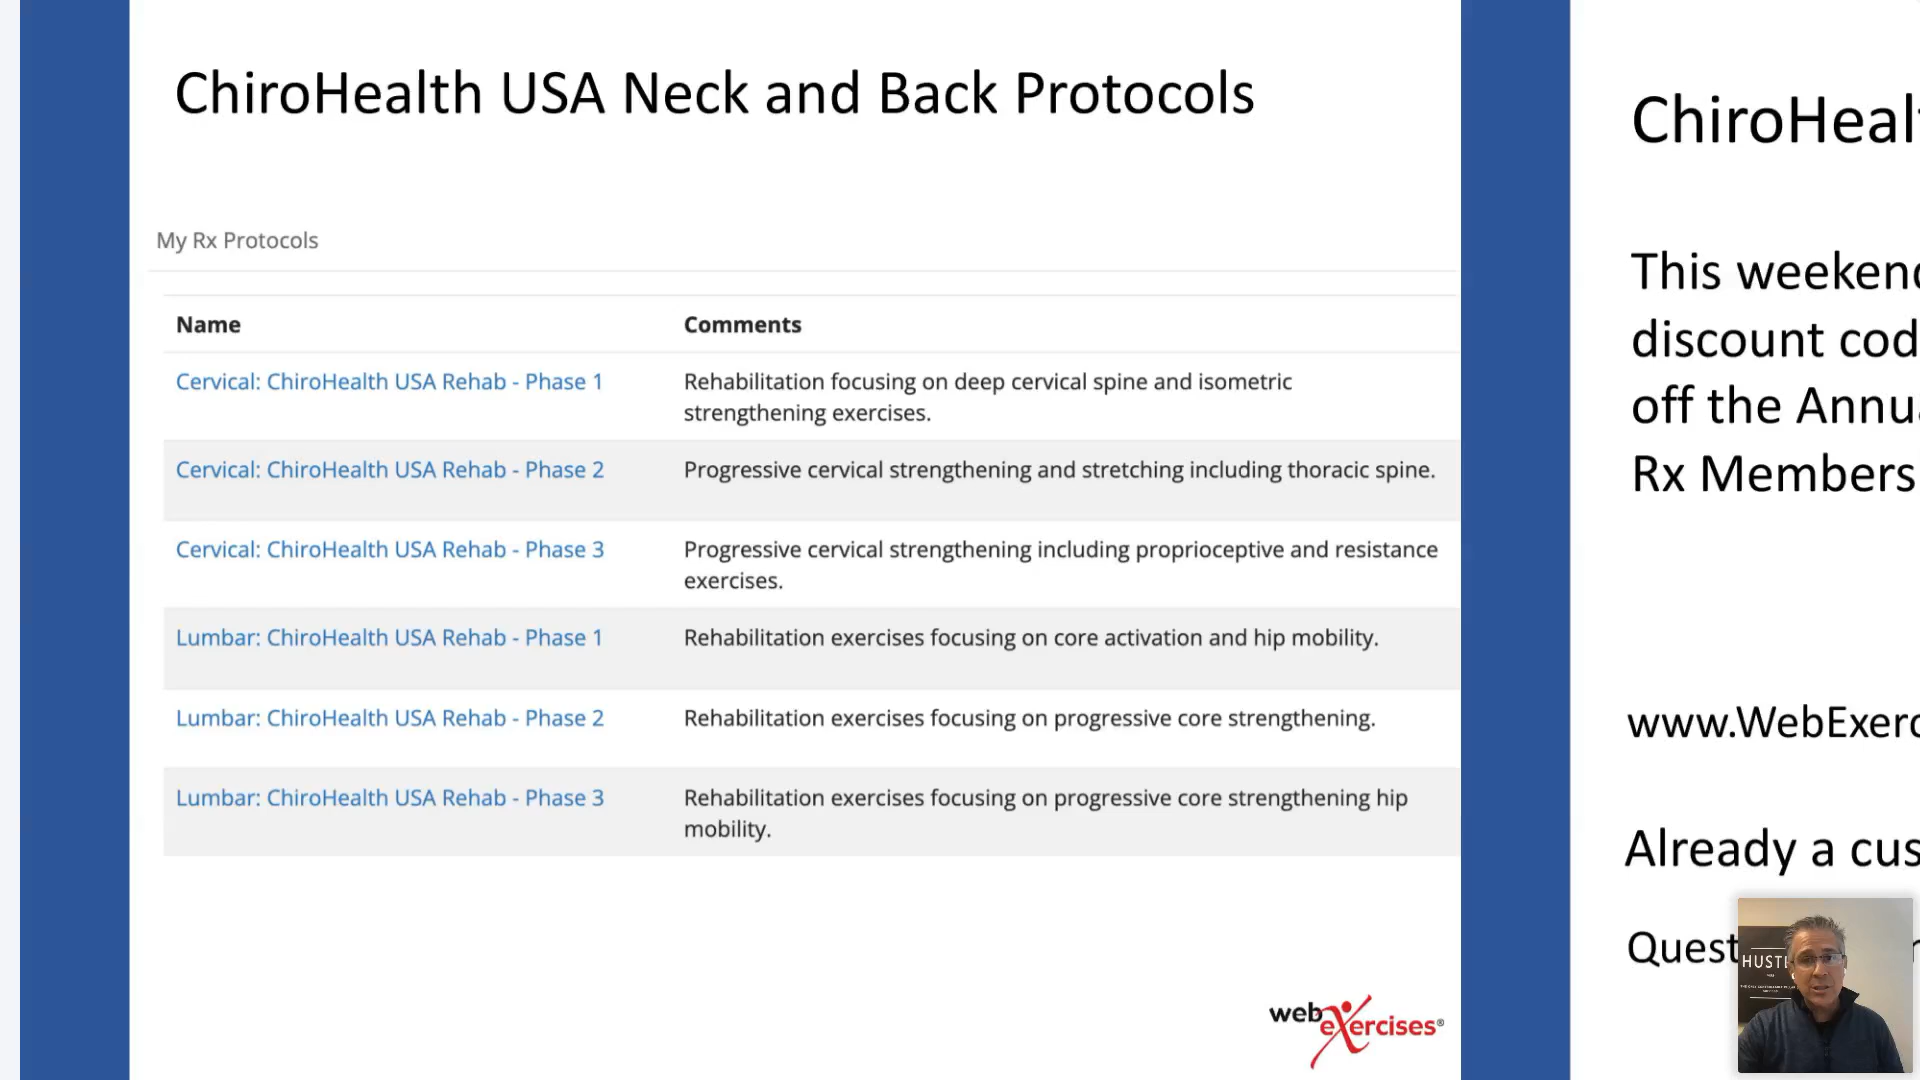 ChiroHealth USA Neck and Back Protocols
My Rx Protocols
Name
Comments
Cervical: ChiroHealth USA Rehab - Phase 1
Rehabilitation focusing on deep cervical spine and isometric
strengthening exercises.
Cervical: ChiroHealth USA Rehab - Phase 2
Progressive cervical strengthening and stretching including thoracic spine.
Cervical: ChiroHealth USA Rehab - Phase 3
Progressive cervical strengthening including proprioceptive and resistance
exercises.
Lumbar: ChiroHealth USA Rehab - Phase 1
Rehabilitation exercises focusing on core activation and hip mobility.
Lumbar: ChiroHealth USA Rehab - Phase 2
Rehabilitation exercises focusing on progressive core strengthening.
Lumbar: ChiroHealth USA Rehab - Phase 3
Rehabilitation exercises focusing on progressive core strengthening hip
mobility.
webexercises®
ChiroHeal
This weeken
discount cod
off the Annu
Rx Members
www.WebExerc
Already a cus
Quest
HUSTL